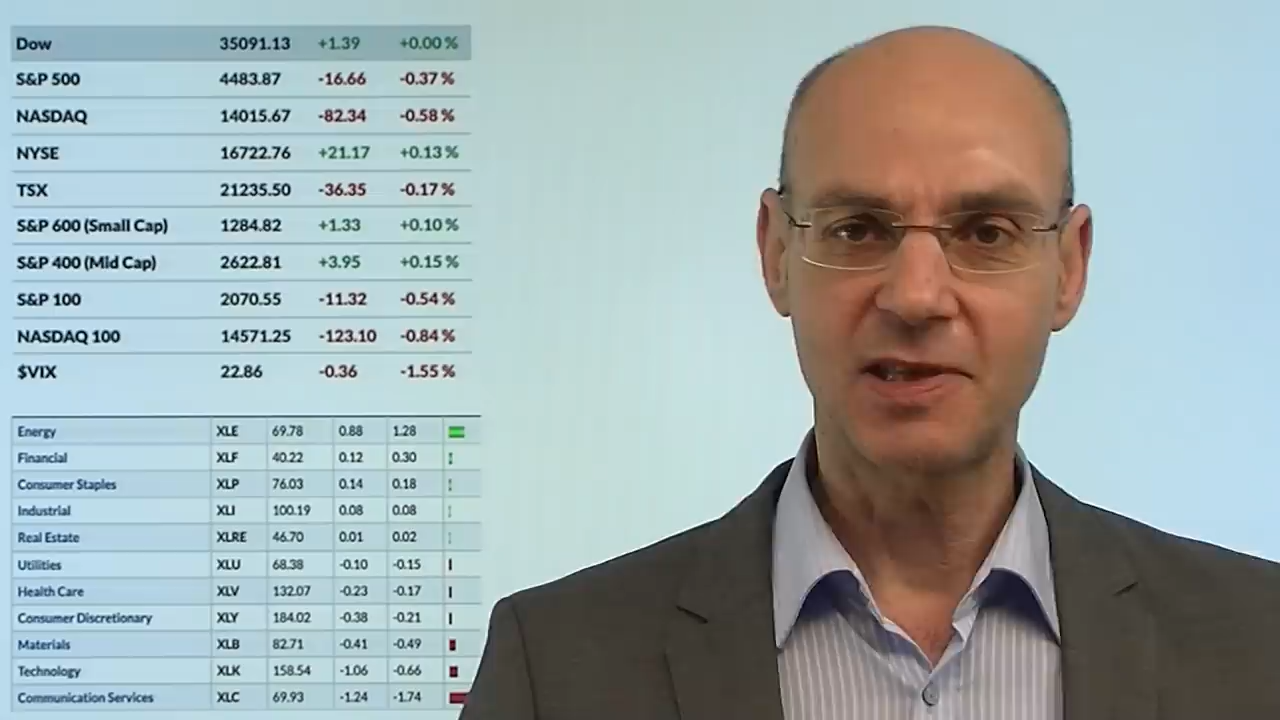 Dow 35091.13 +1.39 +0.00 %
S&P 500 4483.87 -16.66 -0.37 %
NASDAQ 14015.67 -82.34 -0.58 %
NYSE 16722.76 +21.17 +0.13 %
TSX 21235.50 -36.35 -0.17 %
S&P 600 (Small Cap) 1284.82 +1.33 +0.10 %
S&P 400 (Mid Cap) 2622.81 +3.95 +0.15 %
S&P 100 2070.55 -11.32 -0.54 %
NASDAQ 100 14571.25 -123.10 -0.84 %
$VIX 22.86 -0.36 -1.55 %
Energy XLE 69.78 0.88 1.28
Financial XLF 40.22 0.12 0.30
Consumer Staples XLP 76.03 0.14 0.18
Industrial XLI 100.19 0.08 0.08
Real Estate XLRE 46.70 0.01 0.02
Utilities XLU 68.38 -0.10 -0.15
Health Care XLV 132.07 -0.23 -0.17
Consumer Discretionary XLY 184.02 -0.38 -0.21
Materials XLB 82.71 -0.41 -0.49
Technology XLK 158.54 -1.06 -0.66
Communication Services XLC 69.93 -1.24 -1.74